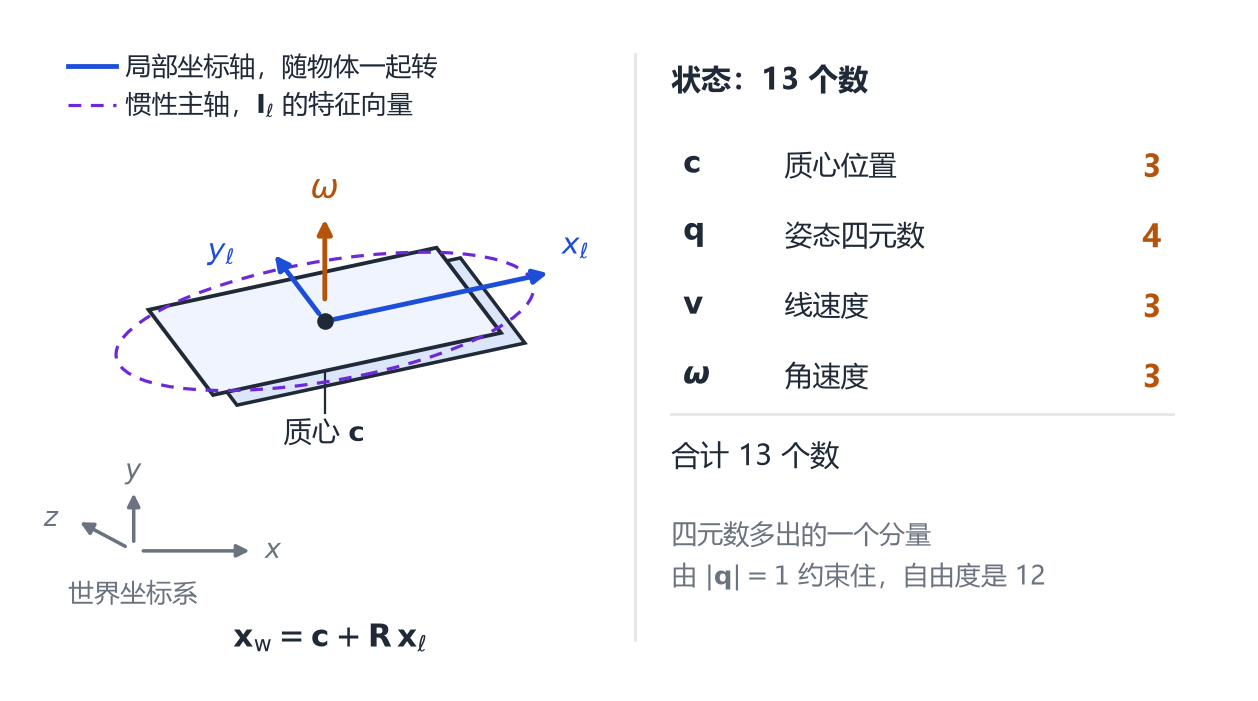 局部坐标轴，随物体一起转
惯性主轴，I_ℓ 的特征向量
ω
y_ℓ
x_ℓ
质心 c
y
z
x
世界坐标系
x_w = c + R x_ℓ
状态：13 个数
c 质心位置 3
q 姿态四元数 4
v 线速度 3
ω 角速度 3
合计 13 个数
四元数多出的一个分量
由 |q| = 1 约束住，自由度是 12